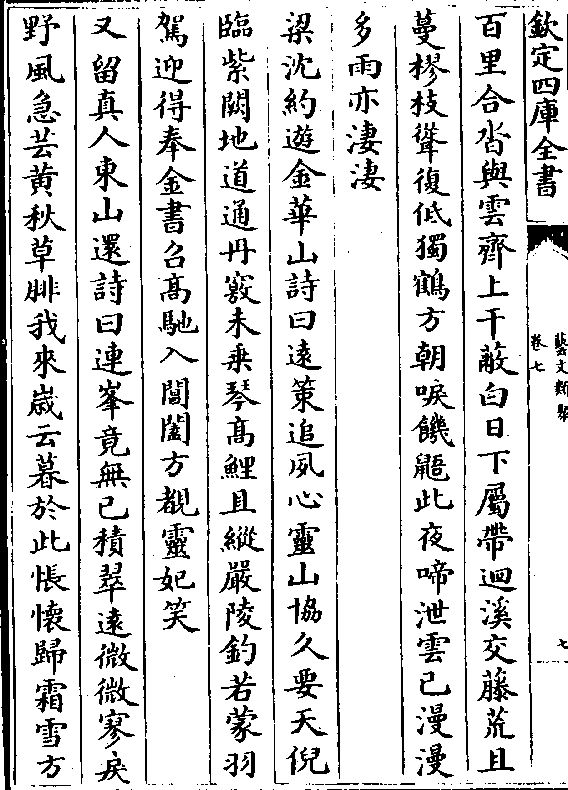 欽定四庫全書
藝文類聚
卷七
七
百里合沓與雲齊上干蔽白日下屬帶迴溪交藤荒且
蔓樛枝聳復低獨鶴方朝唳饑鼯此夜啼泄雲已漫漫
多雨亦淒淒
梁沈約遊金華山詩曰遠策追夙心靈山協久要天倪
臨紫闕地道通丹竅未乗琴髙鯉且縱嚴陵釣若蒙羽
駕迎得奉金書召髙馳入閶闔方覩靈妃笑
又留真人東山還詩曰連峯竟無已積翠逺微微寥戾
野風急芸黃秋草腓我來嵗云暮於此悵懷歸霜雪方